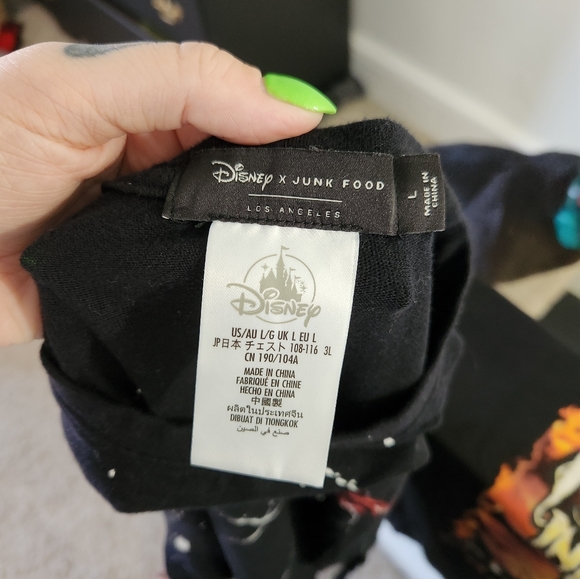 Disney X JUNK FOOD
LOS ANGELES
L
MADE IN
CHINA
Disney
US/AU L/G UK L EU L
JP日本 チェスト 108-116 3L
CN 190/104A
MADE IN CHINA
FABRIQUÉ EN CHINE
HECHO EN CHINA
中國製
ผลิตในประเทศจีน
DIBUAT DI TIONGKOK
صنع في الصين